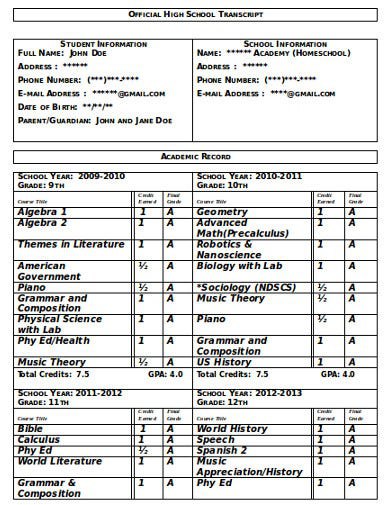 OFFICIAL HIGH SCHOOL TRANSCRIPT
STUDENT INFORMATION
FULL NAME: JOHN DOE
ADDRESS : ******
PHONE NUMBER: (***)***-****
E-MAIL ADDRESS : ******@GMAIL.COM
DATE OF BIRTH: **/**/**
PARENT/GUARDIAN: JOHN AND JANE DOE
SCHOOL INFORMATION
NAME: ****** ACADEMY (HOMESCHOOL)
ADDRESS : ******
PHONE NUMBER: (***)***-****
E-MAIL ADDRESS : ****@GMAIL.COM
ACADEMIC RECORD
SCHOOL YEAR: 2009-2010
GRADE: 9TH
Course Title Credit Earned Final Grade
Algebra 1 1 A
Algebra 2 1 A
Themes in Literature 1 A
American Government ½ A
Piano ½ A
Grammar and Composition 1 A
Physical Science with Lab 1 A
Phy Ed/Health 1 A
Music Theory ½ A
Total Credits: 7.5 GPA: 4.0
SCHOOL YEAR: 2010-2011
GRADE: 10TH
Course Title Credit Earned Final Grade
Geometry 1 A
Advanced Math(Precalculus) 1 A
Robotics & Nanoscience 1 A
Biology with Lab 1 A
*Sociology (NDSCS) ½ A
Music Theory ½ A
Piano ½ A
Grammar and Composition 1 A
US History 1 A
Total Credits: 7.5 GPA: 4.0
SCHOOL YEAR: 2011-2012
GRADE: 11TH
Course Title Credit Earned Final Grade
Bible 1 A
Calculus 1 A
Phy Ed ½ A
World Literature 1 A
Grammar & Composition 1 A
SCHOOL YEAR: 2012-2013
GRADE: 12TH
Course Title Credit Earned Final Grade
World History 1 A
Speech 1 A
Spanish 2 1 A
Music Appreciation/History 1 A
Phy Ed 1 A